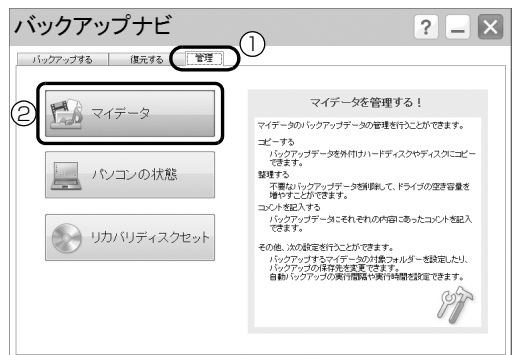 バックアップナビ
?
バックアップする 復元する 管理 ①
② マイデータ
パソコンの状態
リカバリディスクセット
マイデータを管理する！
マイデータのバックアップデータの管理を行うことができます。
コピーする
バックアップデータを外付けハードディスクやディスクにコピー
できます。
整理する
不要なバックアップデータを削除して、ドライブの空き容量を
増やすことができます。
コメントを記入する
バックアップデータにそれぞれの内容にあったコメントを記入
できます。
その他、次の設定を行うことができます。
バックアップするマイデータの対象フォルダーを設定したり、
バックアップの保存先を変更できます。
自動バックアップの実行間隔や実行時間を設定できます。